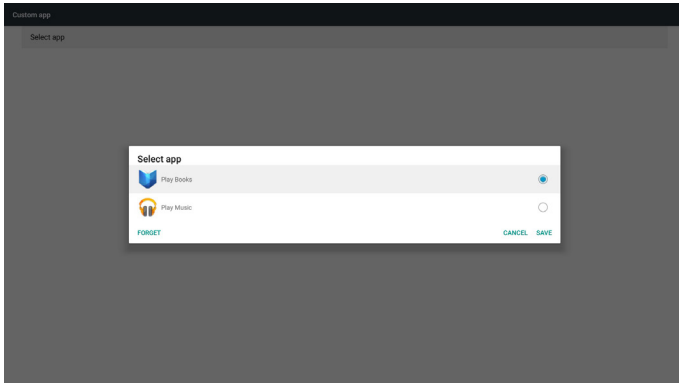 Custom app
Select app
Select app
Play Books
Play Music
FORGET CANCEL SAVE